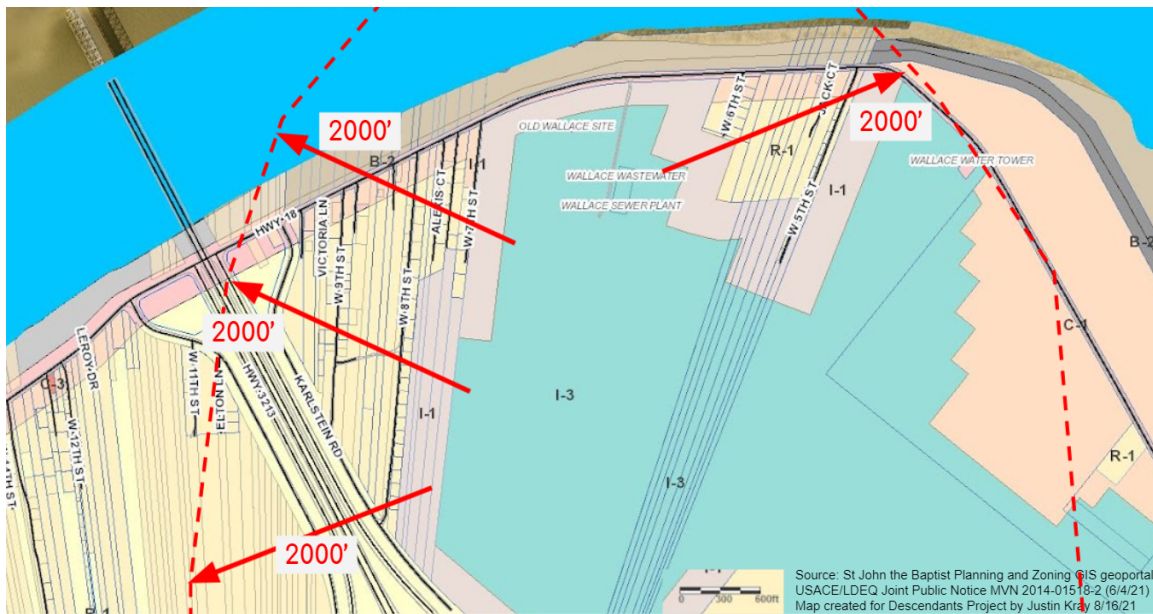 2000'
W-6TH ST
JACK CT
2000'
OLD WALLACE SITE
B-2
I-1
R-1
WALLACE WATER TOWER
WALLACE WASTEWATER
WALLACE SEWER PLANT
I-1
ALEXIS CT
W-7TH ST
W-5TH ST
HWY-18
VICTORIA LN
W-9TH ST
W-8TH ST
B-2
2000'
LEROY DR
C-1
C-3
W-11TH ST
ELTON LN
HWY-3213
KARLSTEIN RD
I-1
I-3
W-12TH ST
R-1
W-14TH ST
I-3
2000'
I-1
0 300 600ft
R-1
Source: St John the Baptist Planning and Zoning GIS geoportal
USACE/LDEQ Joint Public Notice MVN 2014-01518-2 (6/4/21)
Map created for Descendants Project by Justin Kray 8/16/21